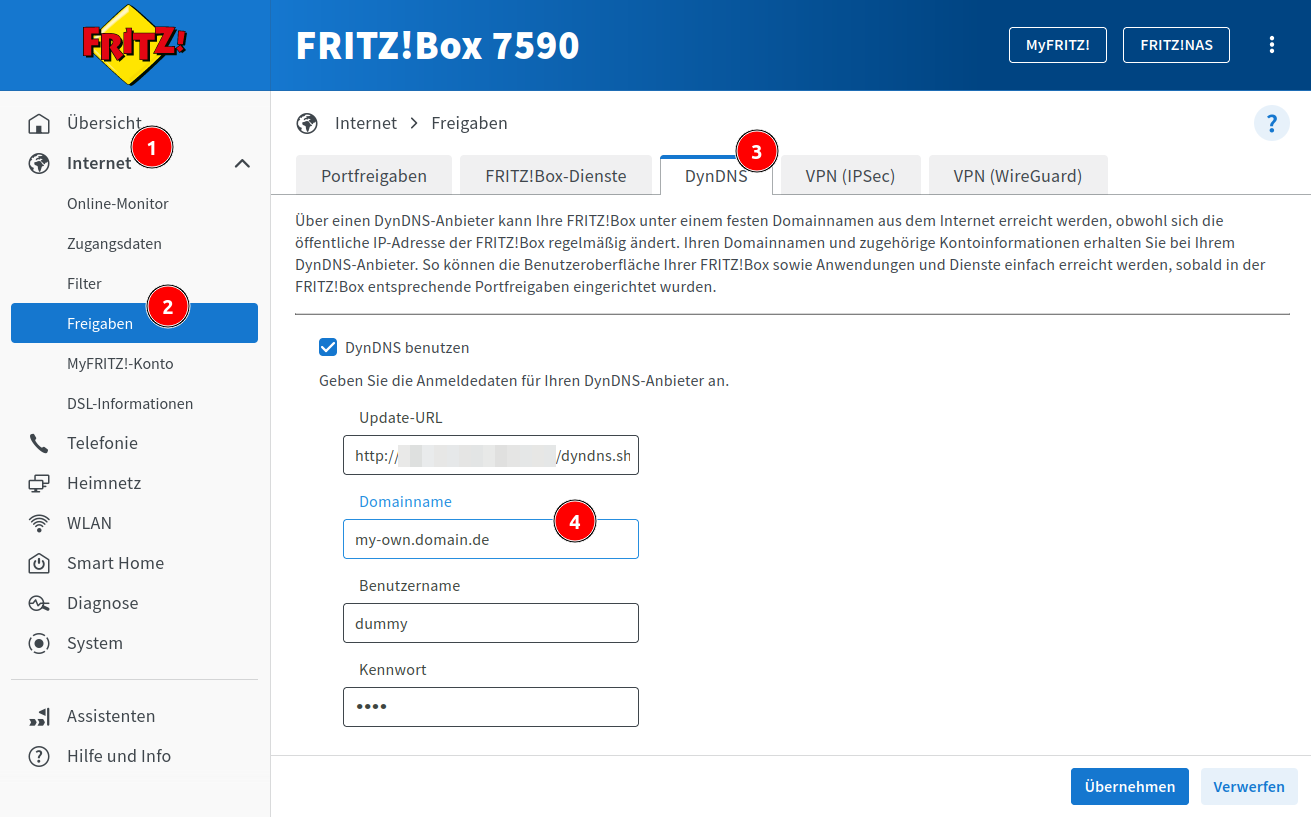 FRITZ!
FRITZ!Box 7590
MyFRITZ!
FRITZ!NAS
Übersicht
1
Internet
Online-Monitor
Zugangsdaten
Filter
2
Freigaben
MyFRITZ!-Konto
DSL-Informationen
Telefonie
Heimnetz
WLAN
Smart Home
Diagnose
System
Assistenten
? Hilfe und Info
Internet > Freigaben
?
3
Portfreigaben FRITZ!Box-Dienste DynDNS VPN (IPSec) VPN (WireGuard)
Über einen DynDNS-Anbieter kann Ihre FRITZ!Box unter einem festen Domainnamen aus dem Internet erreicht werden, obwohl sich die
öffentliche IP-Adresse der FRITZ!Box regelmäßig ändert. Ihren Domainnamen und zugehörige Kontoinformationen erhalten Sie bei Ihrem
DynDNS-Anbieter. So können die Benutzeroberfläche Ihrer FRITZ!Box sowie Anwendungen und Dienste einfach erreicht werden, sobald in der
FRITZ!Box entsprechende Portfreigaben eingerichtet wurden.
DynDNS benutzen
Geben Sie die Anmeldedaten für Ihren DynDNS-Anbieter an.
Update-URL
http:// /dyndns.sh
Domainname
4
my-own.domain.de
Benutzername
dummy
Kennwort
••••
Übernehmen
Verwerfen